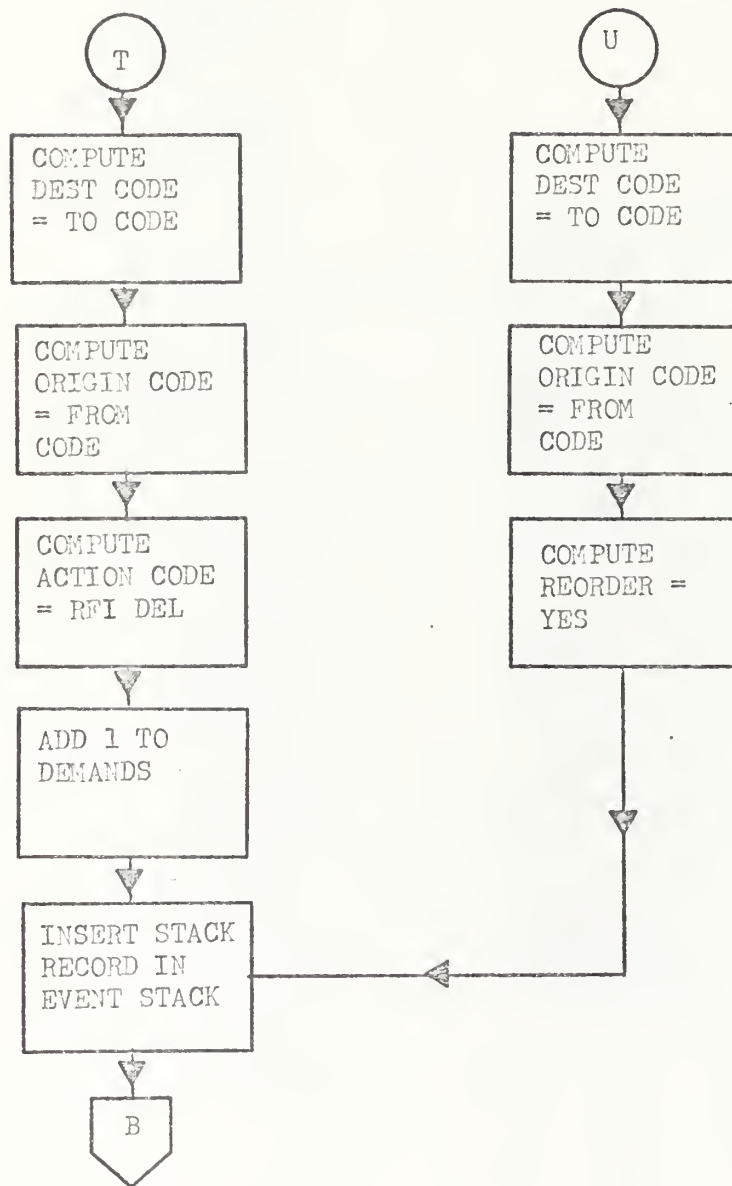 T
COMPUTE
DEST CODE
= TO CODE
COMPUTE
ORIGIN CODE
= FROM
CODE
COMPUTE
ACTION CODE
= RFI DEL
ADD 1 TO
DEMANDS
INSERT STACK
RECORD IN
EVENT STACK
B
U
COMPUTE
DEST CODE
= TO CODE
COMPUTE
ORIGIN CODE
= FROM
CODE
COMPUTE
REORDER =
YES